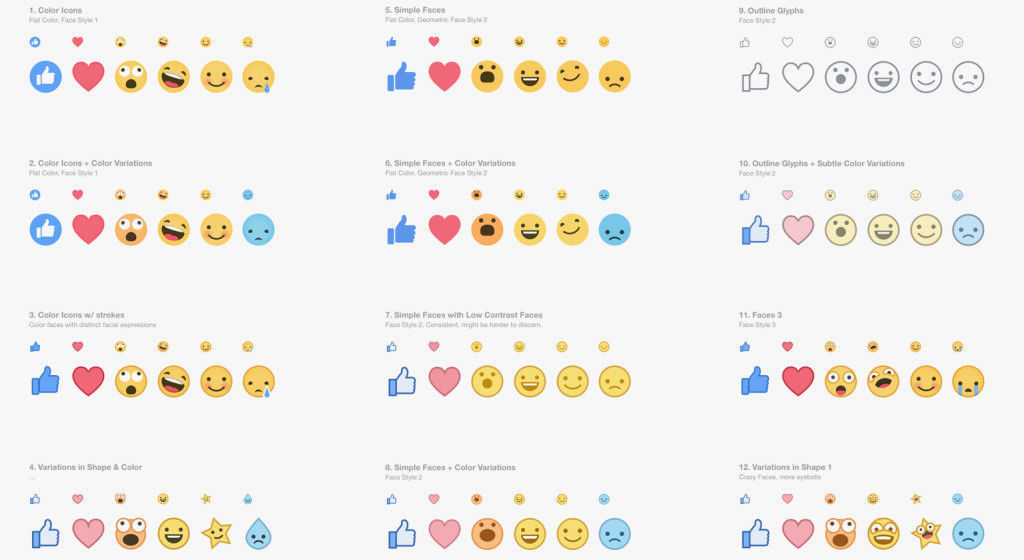 1. Color Icons
Flat Color, Face Style 1
5. Simple Faces
Flat Color, Geometric Face Style 2
9. Outline Glyphs
Face Style 2
2. Color Icons + Color Variations
Flat Color, Face Style 1
6. Simple Faces + Color Variations
Flat Color, Geometric Face Style 2
10. Outline Glyphs + Subtle Color Variations
Face Style 2
3. Color Icons w/ strokes
Color faces with distinct facial expressions
7. Simple Faces with Low Contrast Faces
Face Style 2, Consistent, might be harder to discern.
11. Faces 3
Face Style 3
4. Variations in Shape & Color
...
8. Simple Faces + Color Variations
Face Style 2
12. Variations in Shape 1
Crazy Faces, more eyeballs